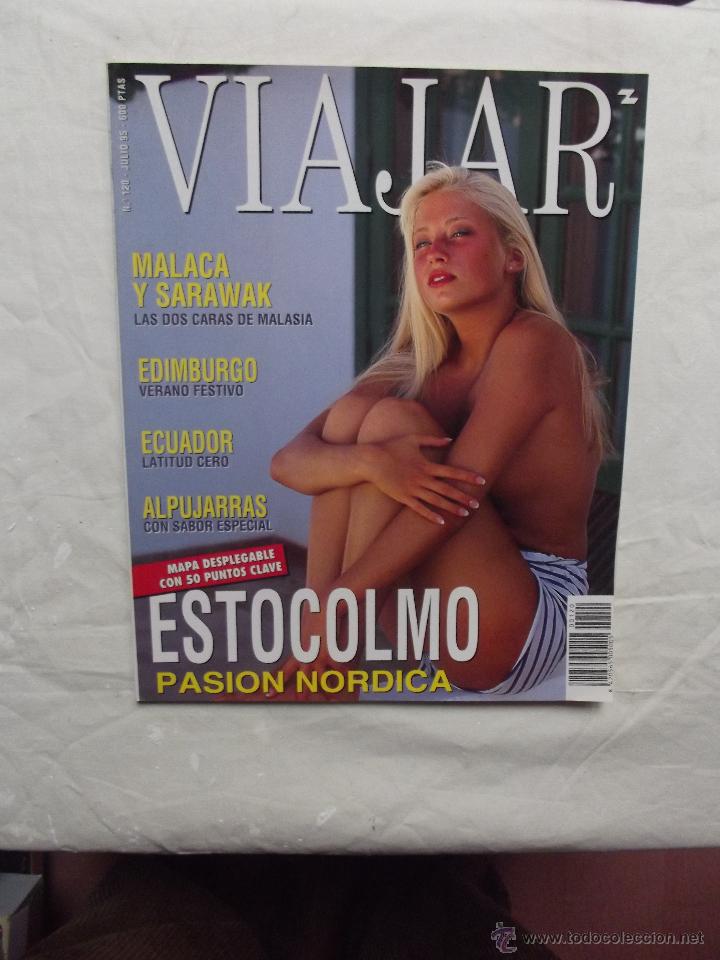 VIAJAR
N.º 120 - JULIO 95 - 600 PTAS
MALACA
Y SARAWAK
LAS DOS CARAS DE MALASIA
EDIMBURGO
VERANO FESTIVO
ECUADOR
LATITUD CERO
ALPUJARRAS
CON SABOR ESPECIAL
MAPA DESPLEGABLE
CON 50 PUNTOS CLAVE
ESTOCOLMO
PASION NORDICA
00120
www.todocoleccion.net